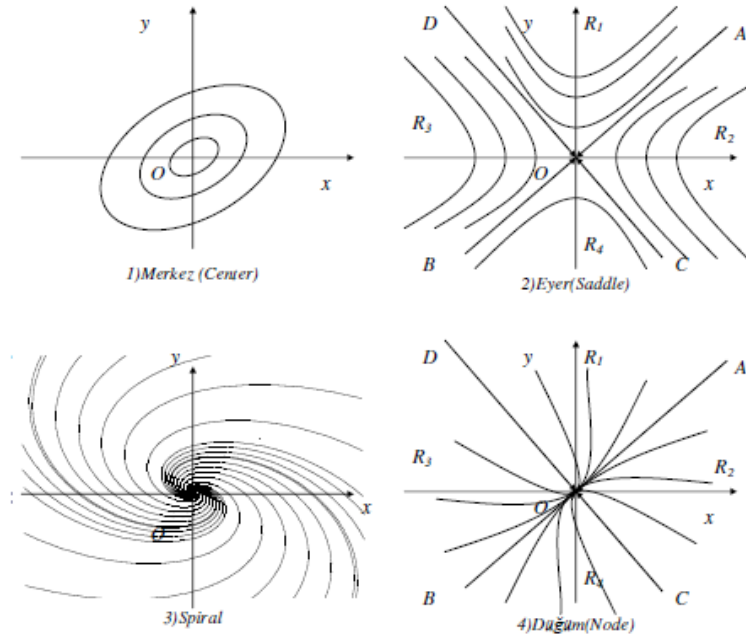 y
O
x
1)Merkez (Center)
D
y
R1
A
R3
R2
O
x
R4
B
C
2)Eyer(Saddle)
y
x
O
3)Spiral
D
y
R1
A
R3
R2
O
x
B
C
4)Düğüm(Node)